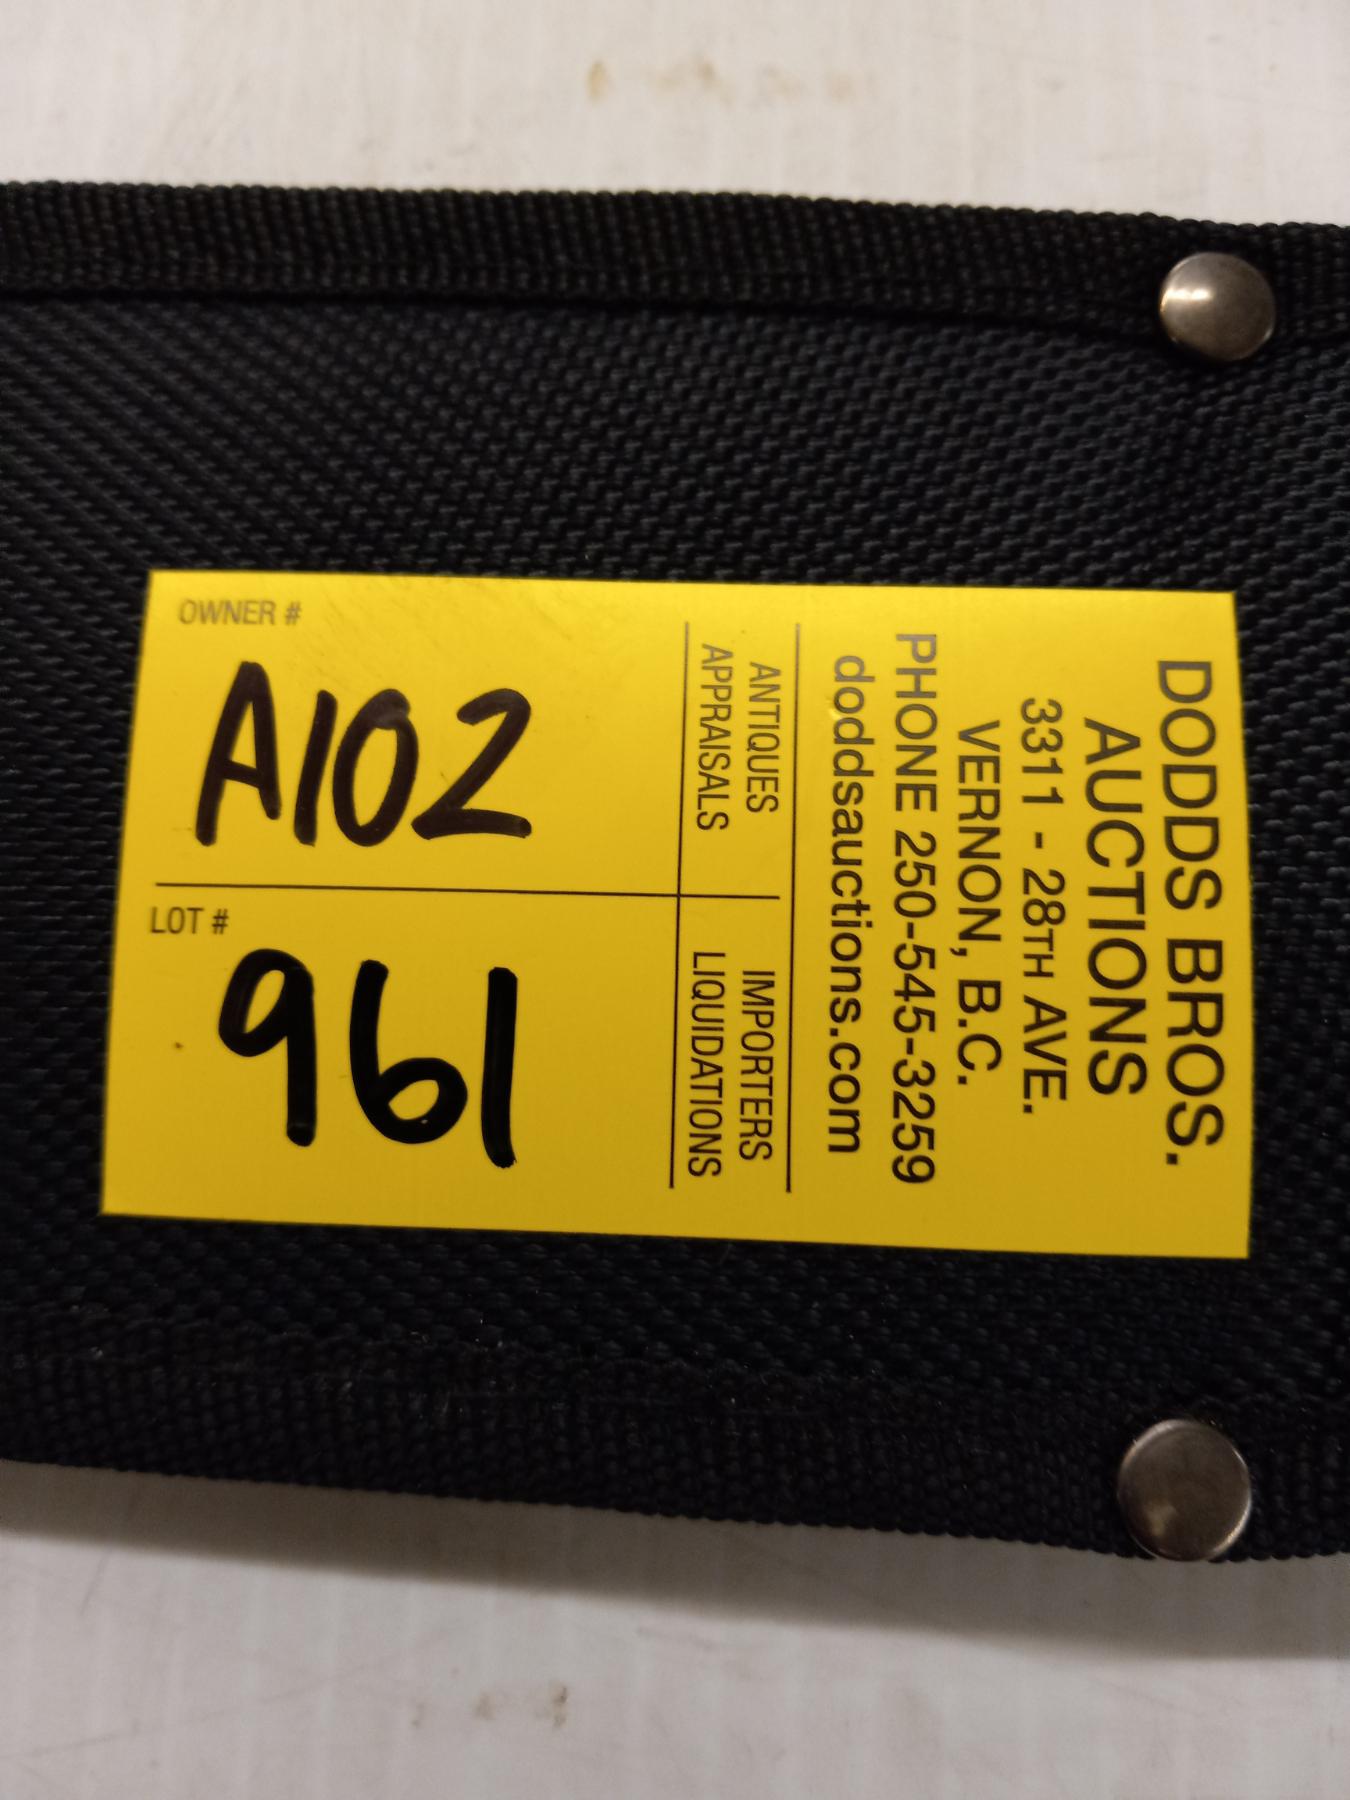 OWNER #
A102
LOT #
961
DODDS BROS.
AUCTIONS
3311 - 28TH AVE.
VERNON, B.C.
PHONE 250-545-3259
doddsauctions.com
ANTIQUES
APPRAISALS
IMPORTERS
LIQUIDATIONS